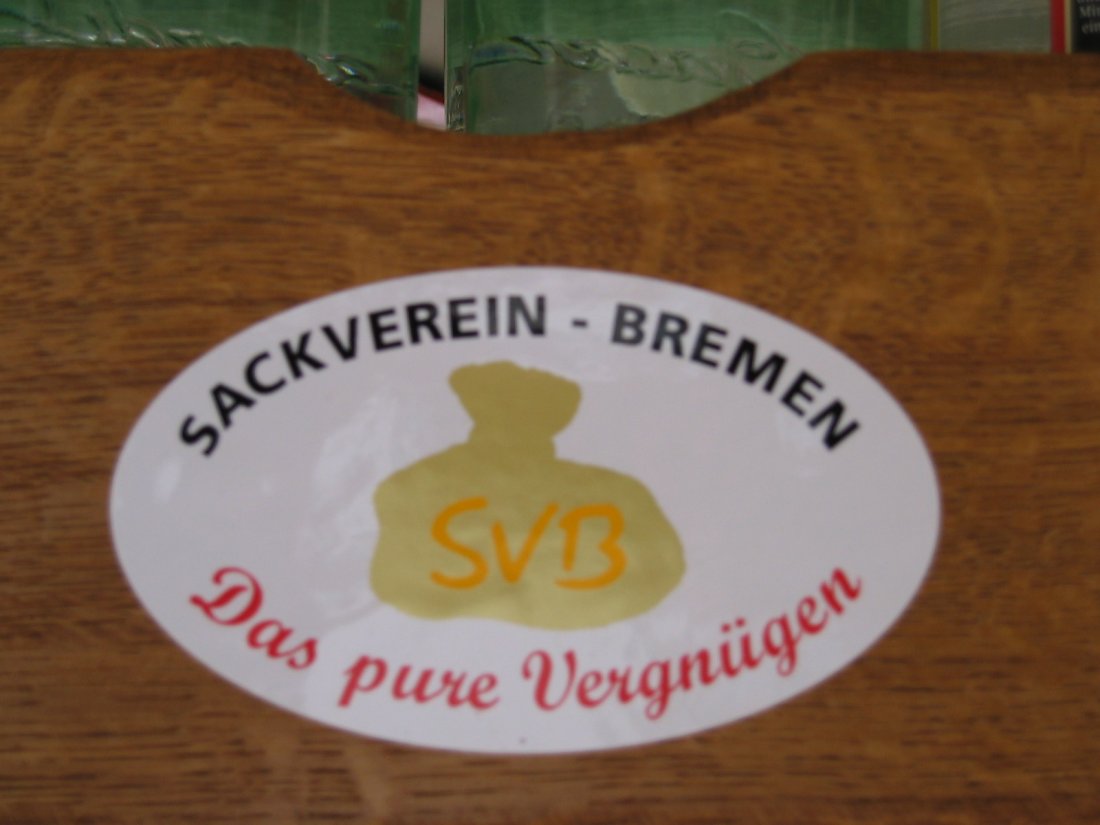 SACKVEREIN - BREMEN
SVB
Das pure Vergnügen